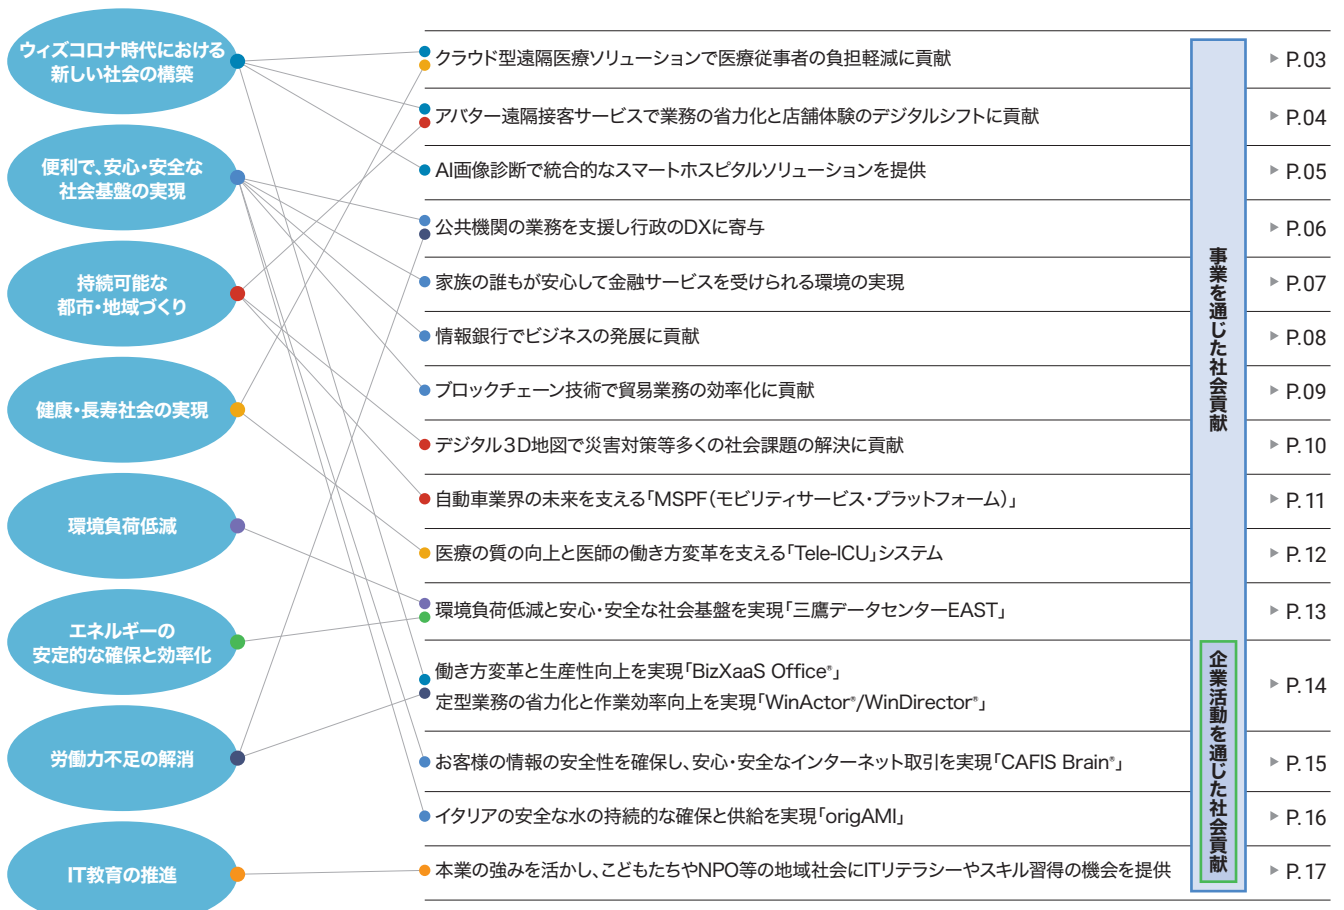 ウィズコロナ時代における
新しい社会の構築
便利で、安心・安全な
社会基盤の実現
持続可能な
都市・地域づくり
健康・長寿社会の実現
環境負荷低減
エネルギーの
安定的な確保と効率化
労働力不足の解消
IT教育の推進
クラウド型遠隔医療ソリューションで医療従事者の負担軽減に貢献
▶ P.03
アバター遠隔接客サービスで業務の省力化と店舗体験のデジタルシフトに貢献
▶ P.04
AI画像診断で統合的なスマートホスピタルソリューションを提供
▶ P.05
公共機関の業務を支援し行政のDXに寄与
▶ P.06
家族の誰もが安心して金融サービスを受けられる環境の実現
▶ P.07
情報銀行でビジネスの発展に貢献
▶ P.08
ブロックチェーン技術で貿易業務の効率化に貢献
▶ P.09
デジタル3D地図で災害対策等多くの社会課題の解決に貢献
▶ P.10
自動車業界の未来を支える「MSPF（モビリティサービス・プラットフォーム）」
▶ P.11
医療の質の向上と医師の働き方変革を支える「Tele-ICU」システム
▶ P.12
環境負荷低減と安心・安全な社会基盤を実現「三鷹データセンターEAST」
▶ P.13
働き方変革と生産性向上を実現「BizXaaS Office®」
定型業務の省力化と作業効率向上を実現「WinActor®/WinDirector®」
▶ P.14
お客様の情報の安全性を確保し、安心・安全なインターネット取引を実現「CAFIS Brain®」
▶ P.15
イタリアの安全な水の持続的な確保と供給を実現「origAMI」
▶ P.16
本業の強みを活かし、こどもたちやNPO等の地域社会にITリテラシーやスキル習得の機会を提供
▶ P.17
事業を通じた社会貢献
企業活動を通じた社会貢献